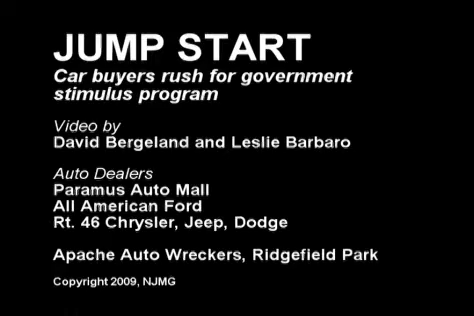 JUMP START
Car buyers rush for government
stimulus program
Video by
David Bergeland and Leslie Barbaro
Auto Dealers
Paramus Auto Mall
All American Ford
Rt. 46 Chrysler, Jeep, Dodge
Apache Auto Wreckers, Ridgefield Park
Copyright 2009, NJMG